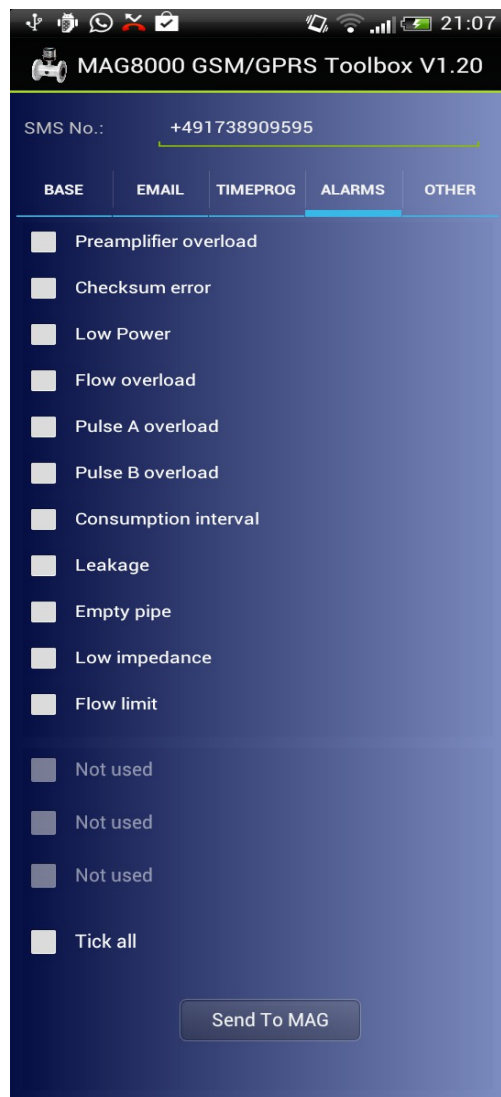 21:07
MAG8000 GSM/GPRS Toolbox V1.20
SMS No.: +491738909595
BASE EMAIL TIMEPROG ALARMS OTHER
Preamplifier overload
Checksum error
Low Power
Flow overload
Pulse A overload
Pulse B overload
Consumption interval
Leakage
Empty pipe
Low impedance
Flow limit
Not used
Not used
Not used
Tick all
Send To MAG